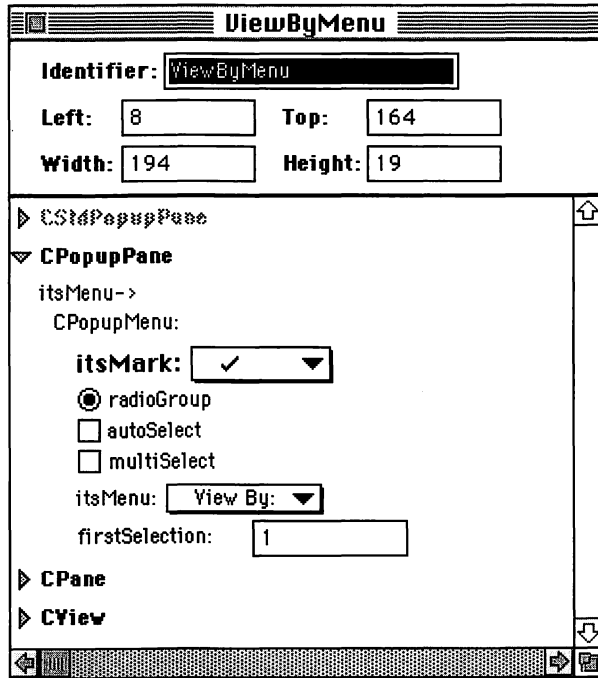 ViewByMenu
Identifier: ViewByMenu
Left: 8 Top: 164
Width: 194 Height: 19
CStdPopupPane
CPopupPane
itsMenu->
CPopupMenu:
itsMark: ✓
radioGroup
autoSelect
multiSelect
itsMenu: View By:
firstSelection: 1
CPane
CView